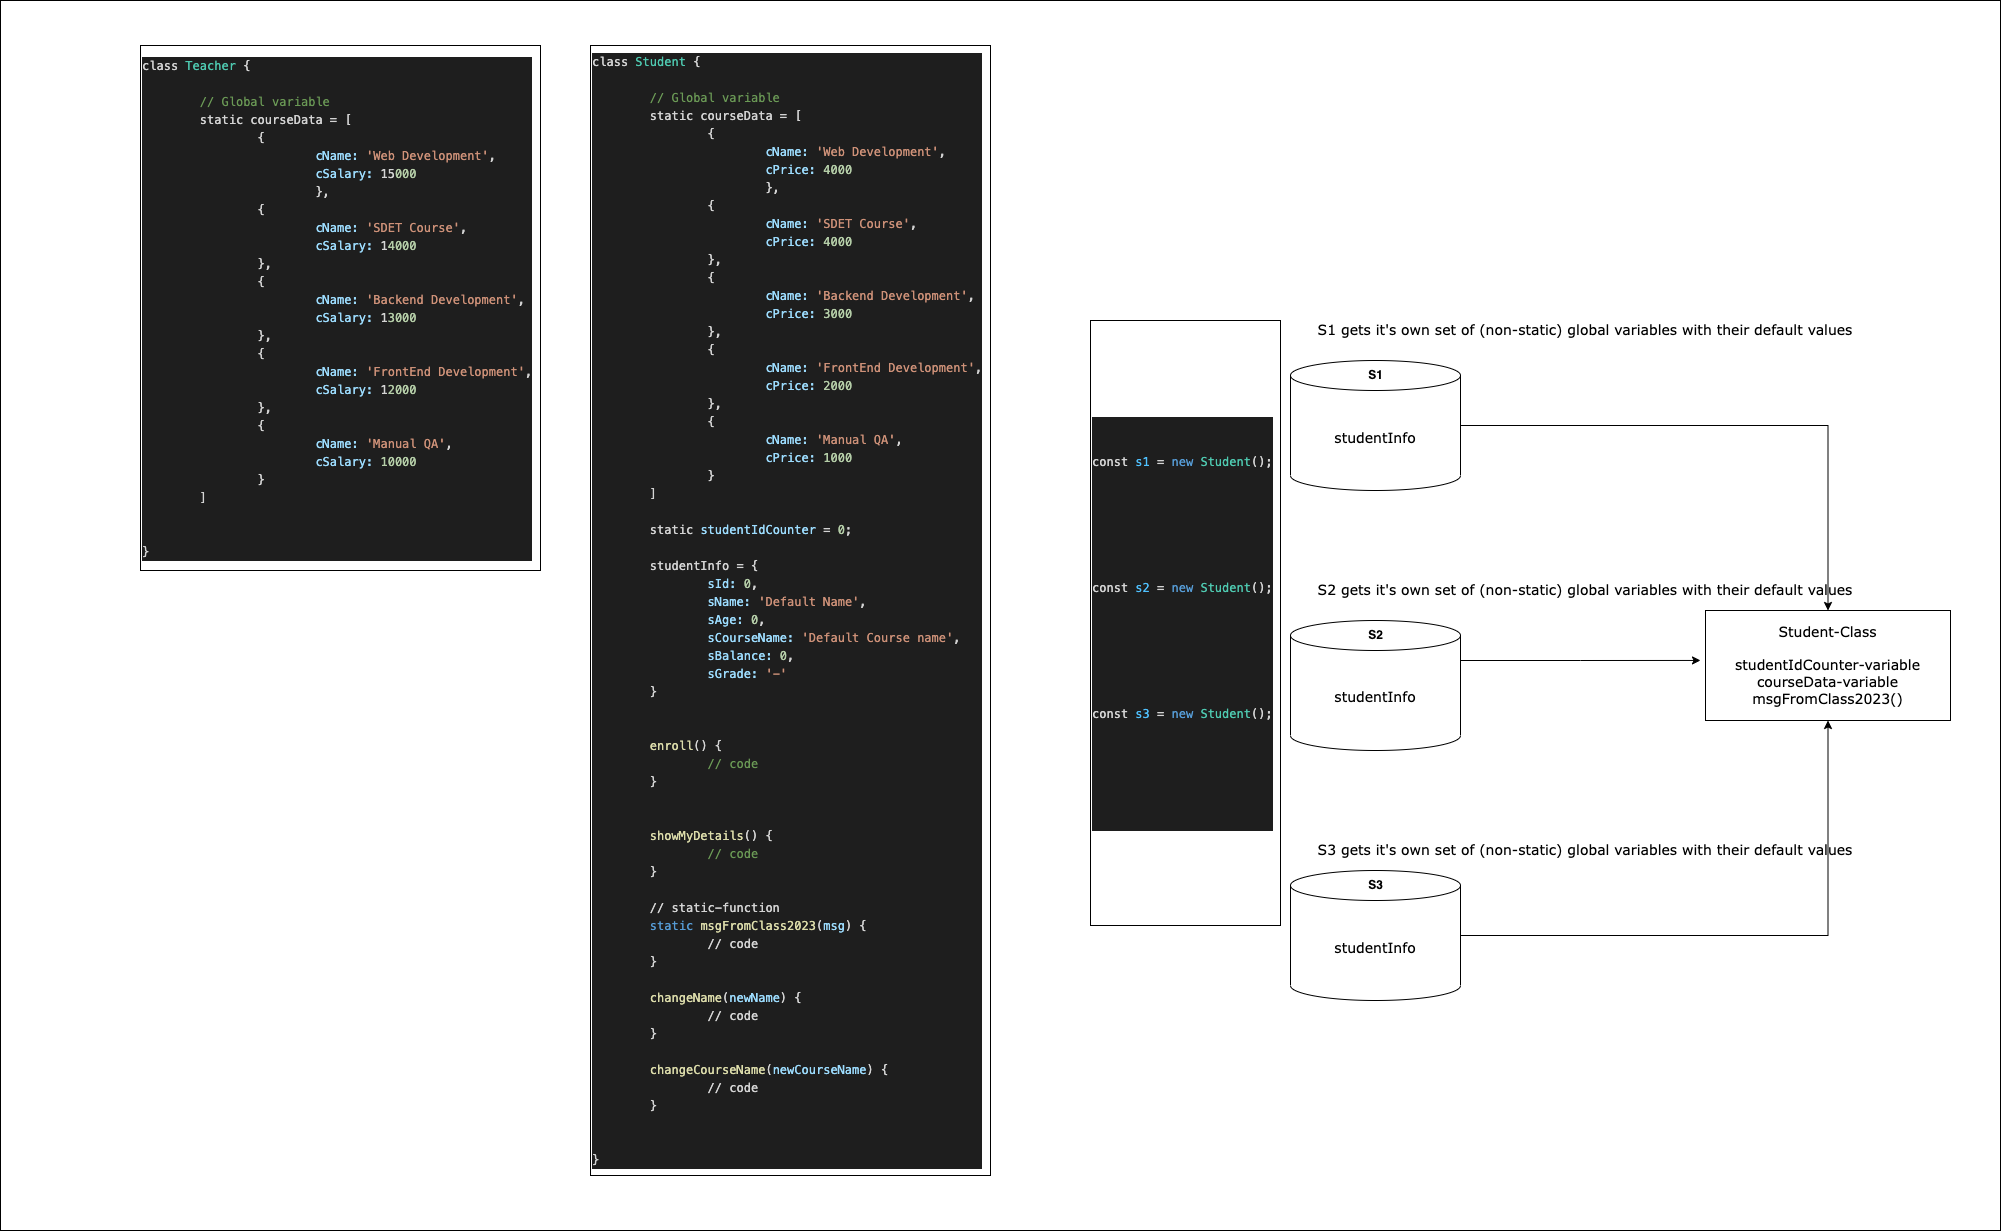 class Teacher {
// Global variable
static courseData = [
{
cName: 'Web Development',
cSalary: 15000
},
{
cName: 'SDET Course',
cSalary: 14000
},
{
cName: 'Backend Development',
cSalary: 13000
},
{
cName: 'FrontEnd Development',
cSalary: 12000
},
{
cName: 'Manual QA',
cSalary: 10000
}
]
}
class Student {
// Global variable
static courseData = [
{
cName: 'Web Development',
cPrice: 4000
},
{
cName: 'SDET Course',
cPrice: 4000
},
{
cName: 'Backend Development',
cPrice: 3000
},
{
cName: 'FrontEnd Development',
cPrice: 2000
},
{
cName: 'Manual QA',
cPrice: 1000
}
]
static studentIdCounter = 0;
studentInfo = {
sId: 0,
sName: 'Default Name',
sAge: 0,
sCourseName: 'Default Course name',
sBalance: 0,
sGrade: '-'
}
enroll() {
// code
}
showMyDetails() {
// code
}
// static-function
static msgFromClass2023(msg) {
// code
}
changeName(newName) {
// code
}
changeCourseName(newCourseName) {
// code
}
}
const s1 = new Student();
const s2 = new Student();
const s3 = new Student();
S1 gets it's own set of (non-static) global variables with their default values
S1
studentInfo
S2 gets it's own set of (non-static) global variables with their default values
S2
studentInfo
S3 gets it's own set of (non-static) global variables with their default values
S3
studentInfo
Student-Class
studentIdCounter-variable
courseData-variable
msgFromClass2023()